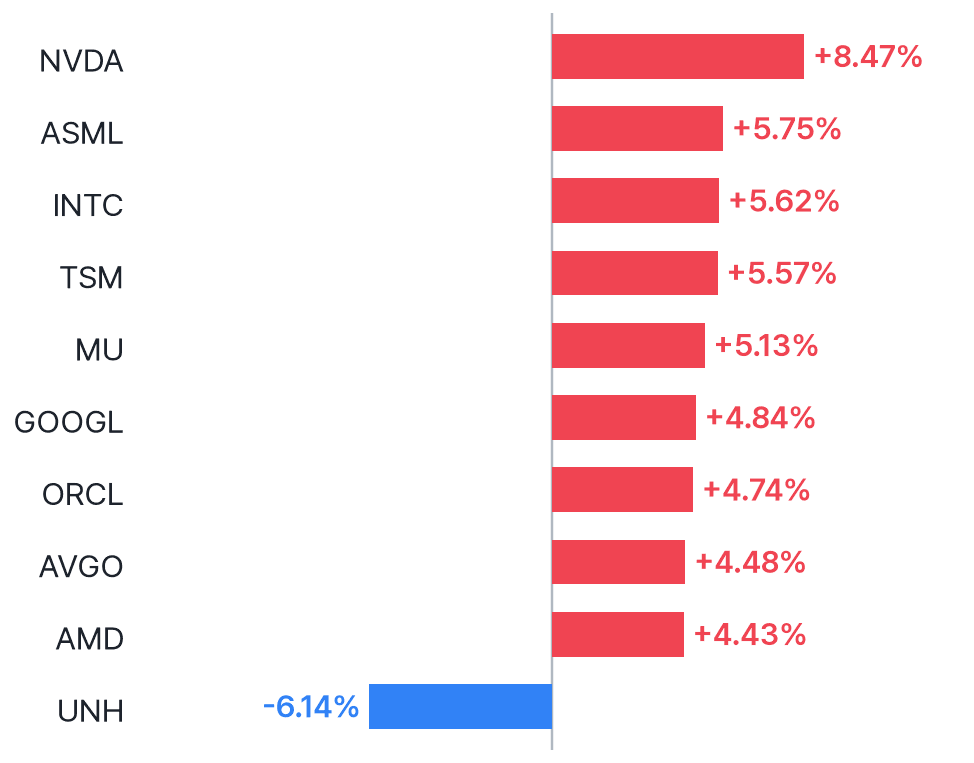 NVDA +8.47%
ASML +5.75%
INTC +5.62%
TSM +5.57%
MU +5.13%
GOOGL +4.84%
ORCL +4.74%
AVGO +4.48%
AMD +4.43%
UNH -6.14%